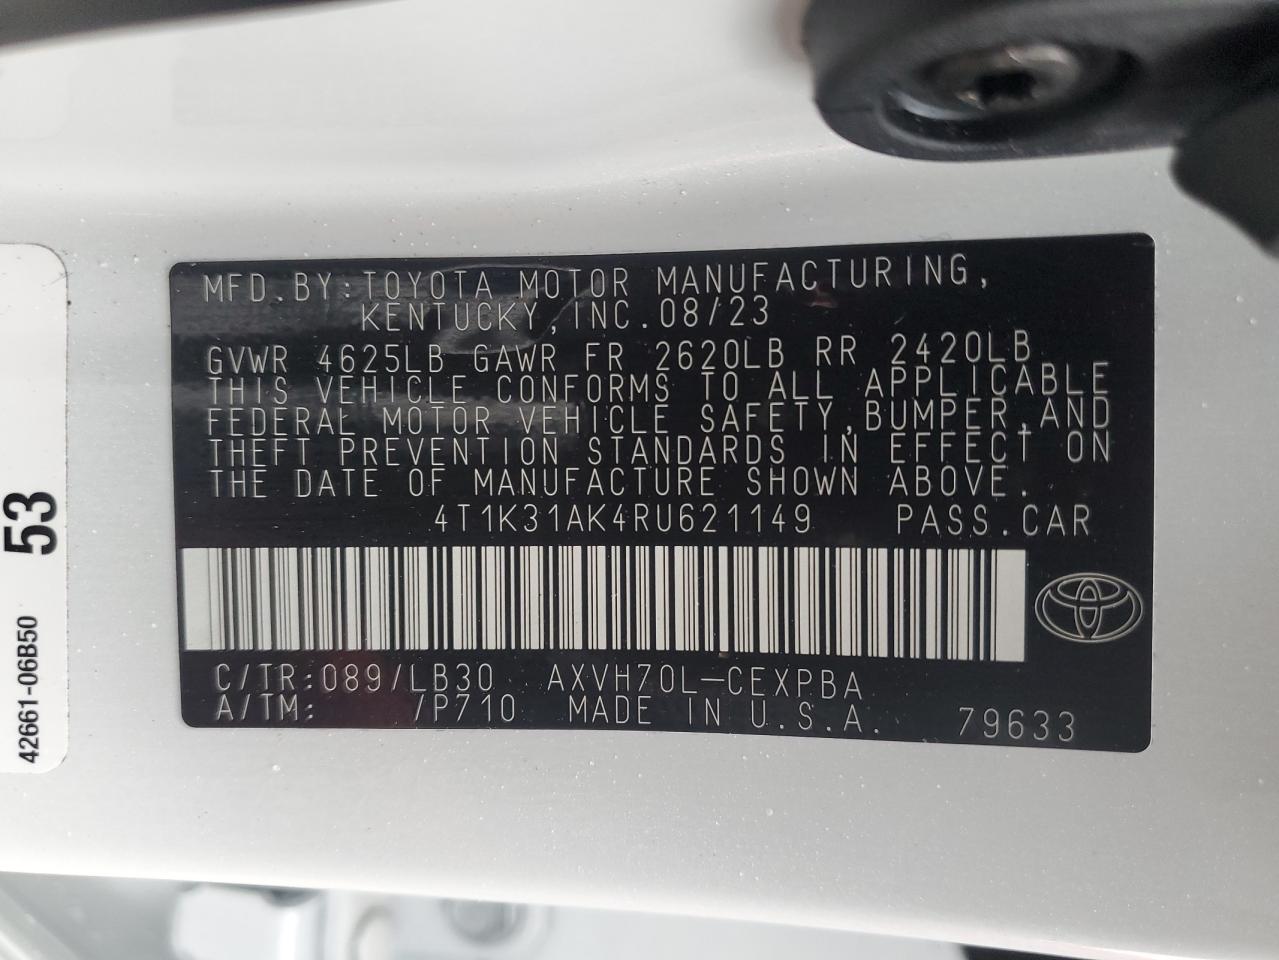 MFD.BY:TOYOTA MOTOR MANUFACTURING,
KENTUCKY,INC.08/23
GVWR 4625LB GAWR FR 2620LB RR 2420LB
THIS VEHICLE CONFORMS TO ALL APPLICABLE
FEDERAL MOTOR VEHICLE SAFETY,BUMPER,AND
THEFT PREVENTION STANDARDS IN EFFECT ON
THE DATE OF MANUFACTURE SHOWN ABOVE.
4T1K31AK4RU621149 PASS.CAR
C/TR:089/LB30 AXVH70L-CEXPBA
A/TM: /P710 MADE IN U.S.A. 79633
53
42661-06B50